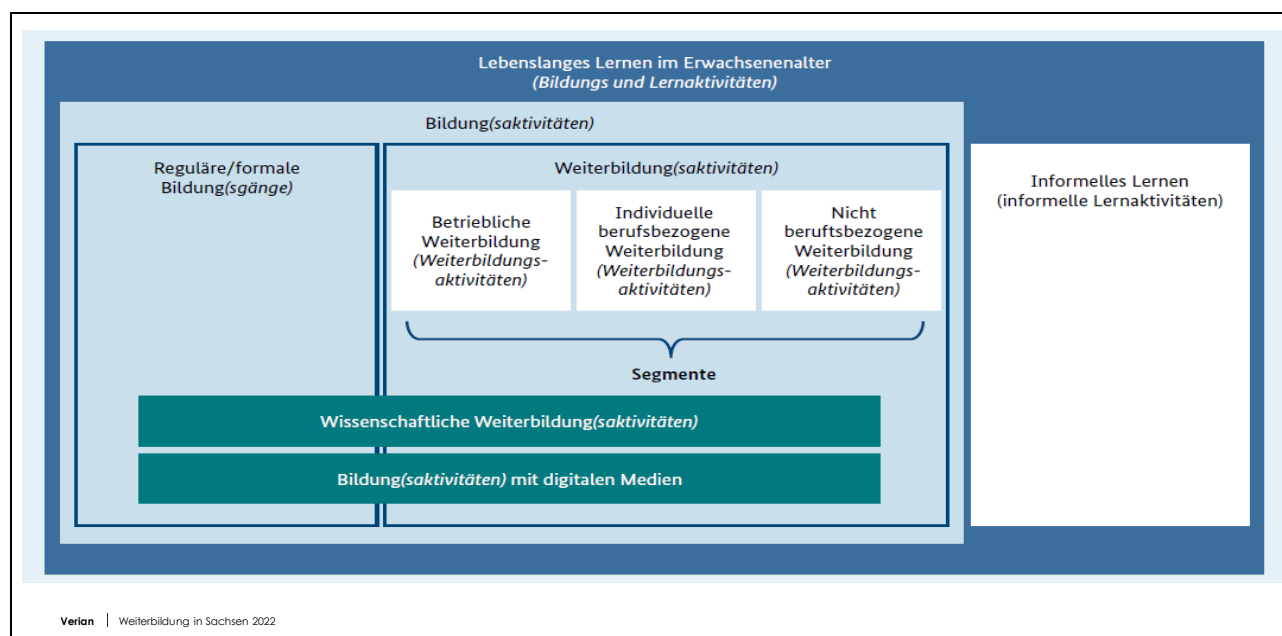 Lebenslanges Lernen im Erwachsenenalter
(Bildungs und Lernaktivitäten)
Bildung(saktivitäten)
Reguläre/formale
Bildung(sgänge)
Weiterbildung(saktivitäten)
Betriebliche
Weiterbildung
(Weiterbildungs-
aktivitäten)
Individuelle
berufsbezogene
Weiterbildung
(Weiterbildungs-
aktivitäten)
Nicht
beruftsbezogene
Weiterbildung
(Weiterbildungs-
aktivitäten)
Informelles Lernen
(informelle Lernaktivitäten)
Segmente
Wissenschaftliche Weiterbildung(saktivitäten)
Bildung(saktivitäten) mit digitalen Medien
Verian | Weiterbildung in Sachsen 2022